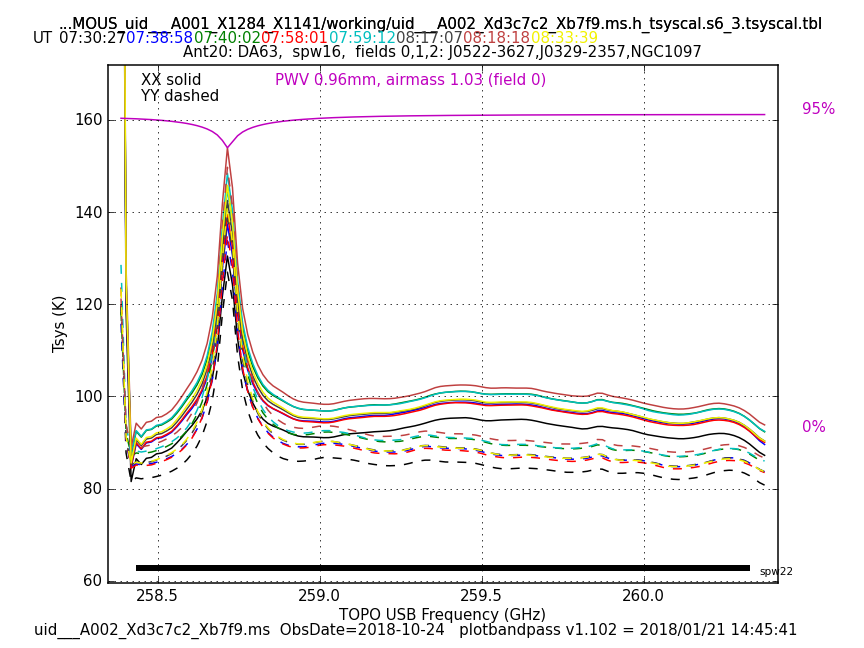 ...MOUS_uid___A001_X1284_X1141/working/uid___A002_Xd3c7c2_Xb7f9.ms.h_tsyscal.s6_3.tsyscal.tbl
UT 07:30:27 07:38:58 07:40:02 07:58:01 07:59:12 08:17:07 08:18:18 08:33:39
Ant20: DA63, spw16, fields 0,1,2: J0522-3627,J0329-2357,NGC1097
XX solid
YY dashed
PWV 0.96mm, airmass 1.03 (field 0)
95%
0%
Tsys (K)
160
140
120
100
80
60
spw22
258.5 259.0 259.5 260.0
TOPO USB Frequency (GHz)
uid___A002_Xd3c7c2_Xb7f9.ms ObsDate=2018-10-24 plotbandpass v1.102 = 2018/01/21 14:45:41